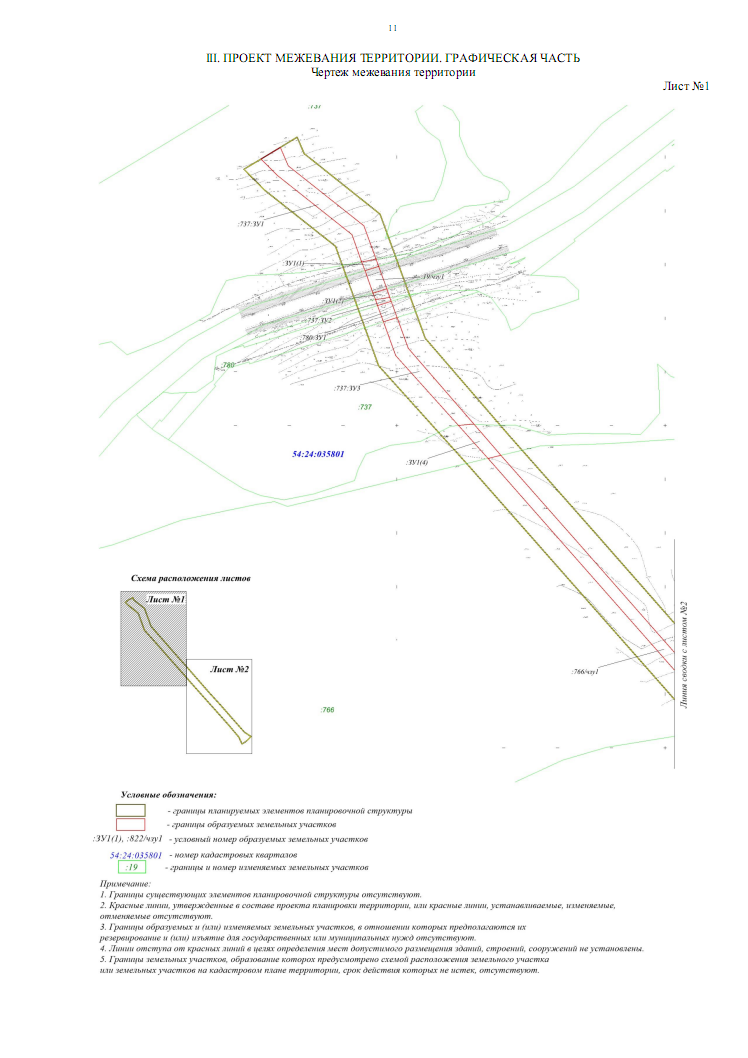 11
III. ПРОЕКТ МЕЖЕВАНИЯ ТЕРРИТОРИИ. ГРАФИЧЕСКАЯ ЧАСТЬ
Чертеж межевания территории
Лист №1
:737
:737:ЗУ1
:ЗУ1(1)
:19/чзу1
:737:ЗУ2
:780:ЗУ1
:780
:737:ЗУ3
:737
54:24:035801
:ЗУ1(4)
Схема расположения листов
Лист №1
Лист №2
Линия сводки с листом №2
:766/чзу1
:766
Условные обозначения:
- границы планируемых элементов планировочной структуры
- границы образуемых земельных участков
:ЗУ1(1), :822/чзу1 - условный номер образуемых земельных участков
54:24:035801 - номер кадастровых кварталов
:19 - границы и номер изменяемых земельных участков
Примечание:
1. Границы существующих элементов планировочной структуры отсутствуют.
2. Красные линии, утвержденные в составе проекта планировки территории, или красные линии, устанавливаемые, изменяемые,
отменяемые отсутствуют.
3. Границы образуемых и (или) изменяемых земельных участков, в отношении которых предполагаются их
резервирование и (или) изъятие для государственных или муниципальных нужд отсутствуют.
4. Линии отступа от красных линий в целях определения мест допустимого размещения зданий, строений, сооружений не установлены.
5. Границы земельных участков, образование которох предусмотрено схемой расположения земельного участка
или земельных участков на кадастровом плане территории, срок действия которых не истек, отсутствуют.